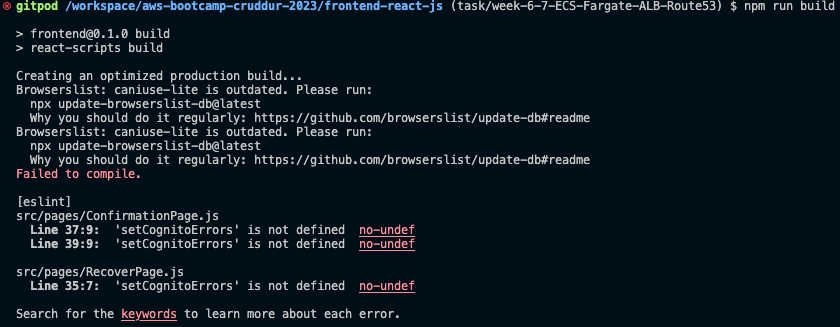 gitpod /workspace/aws-bootcamp-cruddur-2023/frontend-react-js (task/week-6-7-ECS-Fargate-ALB-Route53) $ npm run build
> frontend@0.1.0 build
> react-scripts build
Creating an optimized production build...
Browserslist: caniuse-lite is outdated. Please run:
npx update-browserslist-db@latest
Why you should do it regularly: https://github.com/browserslist/update-db#readme
Browserslist: caniuse-lite is outdated. Please run:
npx update-browserslist-db@latest
Why you should do it regularly: https://github.com/browserslist/update-db#readme
Failed to compile.
[eslint]
src/pages/ConfirmationPage.js
Line 37:9: 'setCognitoErrors' is not defined no-undef
Line 39:9: 'setCognitoErrors' is not defined no-undef
src/pages/RecoverPage.js
Line 35:7: 'setCognitoErrors' is not defined no-undef
Search for the keywords to learn more about each error.